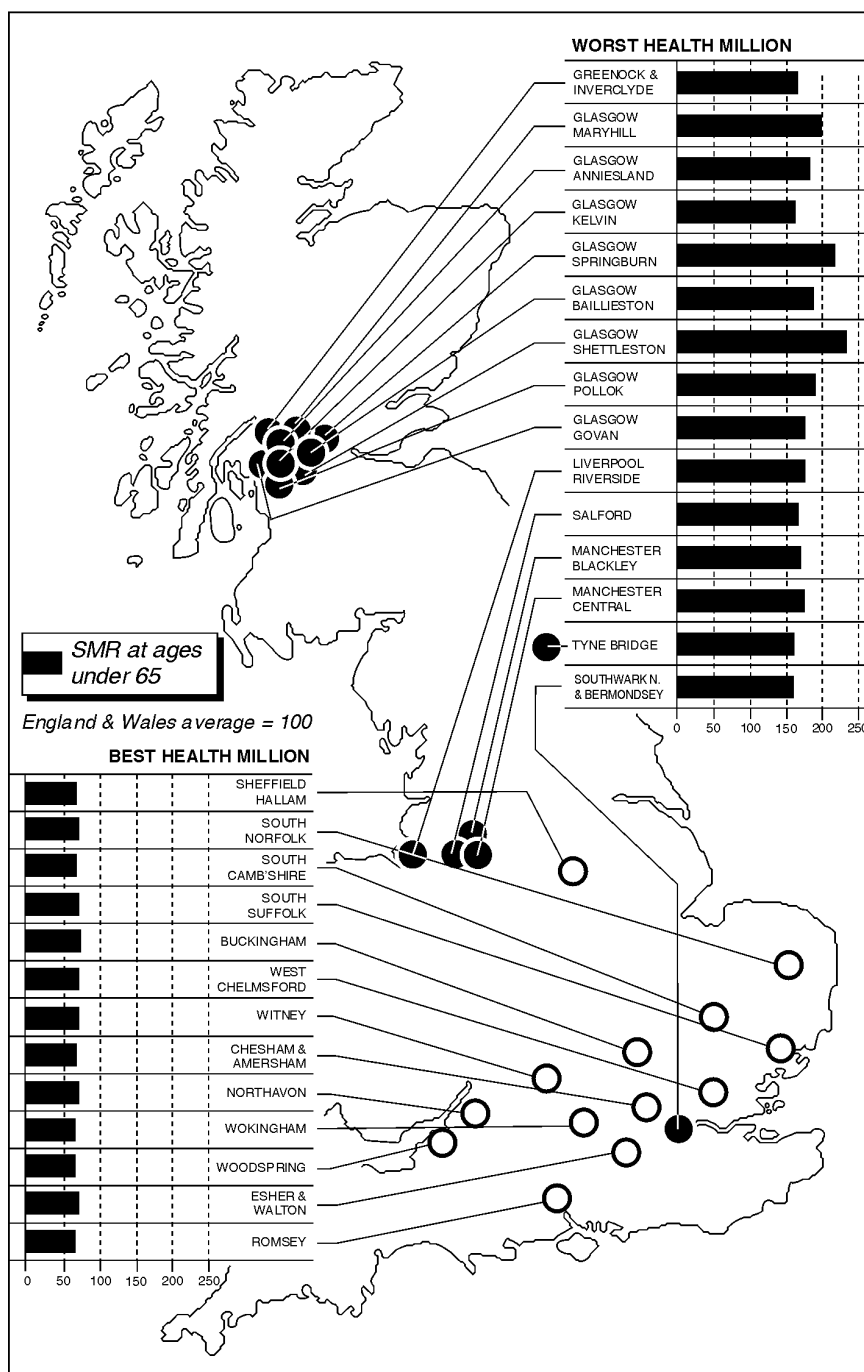 WORST HEALTH MILLION
GREENOCK &
INVERCLYDE
GLASGOW
MARYHILL
GLASGOW
ANNIESLAND
GLASGOW
KELVIN
GLASGOW
SPRINGBURN
GLASGOW
BAILLIESTON
GLASGOW
SHETTLESTON
GLASGOW
POLLOK
GLASGOW
GOVAN
LIVERPOOL
RIVERSIDE
SALFORD
MANCHESTER
BLACKLEY
MANCHESTER
CENTRAL
TYNE BRIDGE
SOUTHWARK N.
& BERMONDSEY
0 50 100 150 200 250
SMR at ages
under 65
England & Wales average = 100
BEST HEALTH MILLION
SHEFFIELD
HALLAM
SOUTH
NORFOLK
SOUTH
CAMB'SHIRE
SOUTH
SUFFOLK
BUCKINGHAM
WEST
CHELMSFORD
WITNEY
CHESHAM &
AMERSHAM
NORTHAVON
WOKINGHAM
WOODSPRING
ESHER &
WALTON
ROMSEY
0 50 100 150 200 250